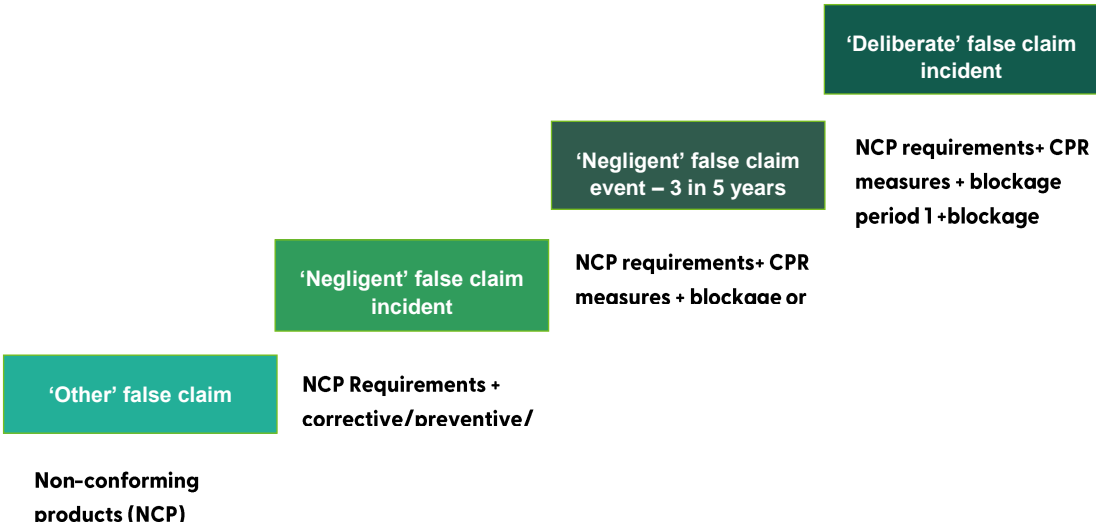 ‘Deliberate’ false claim
incident
NCP requirements+ CPR
measures + blockage
period 1 +blockage
‘Negligent’ false claim
event – 3 in 5 years
NCP requirements+ CPR
measures + blockage or
‘Negligent’ false claim
incident
NCP Requirements +
corrective/preventive/
‘Other’ false claim
Non-conforming
products (NCP)